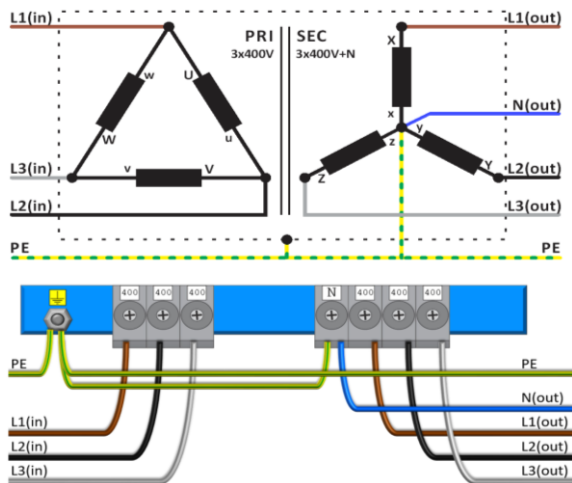 L1(in)
PRI
SEC
L1(out)
3x400V
3x400V+N
X
w
U
W
u
x
N(out)
y
z
L3(in)
v
V
Z
Y
L2(out)
L2(in)
L3(out)
PE
PE
400
400
400
N
400
400
400
PE
PE
N(out)
L1(in)
L1(out)
L2(in)
L2(out)
L3(in)
L3(out)